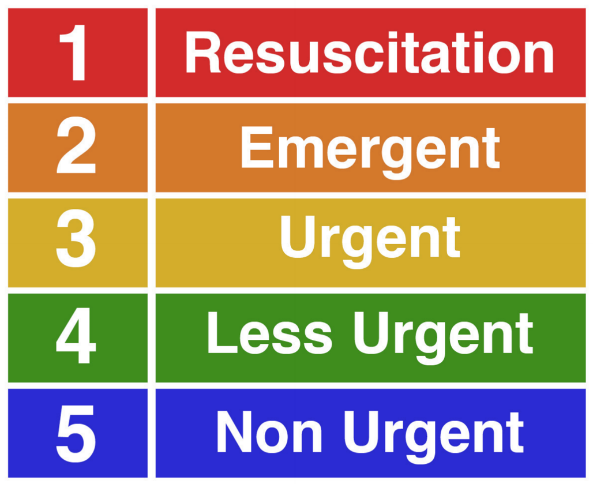 1 Resuscitation
2 Emergent
3 Urgent
4 Less Urgent
5 Non Urgent